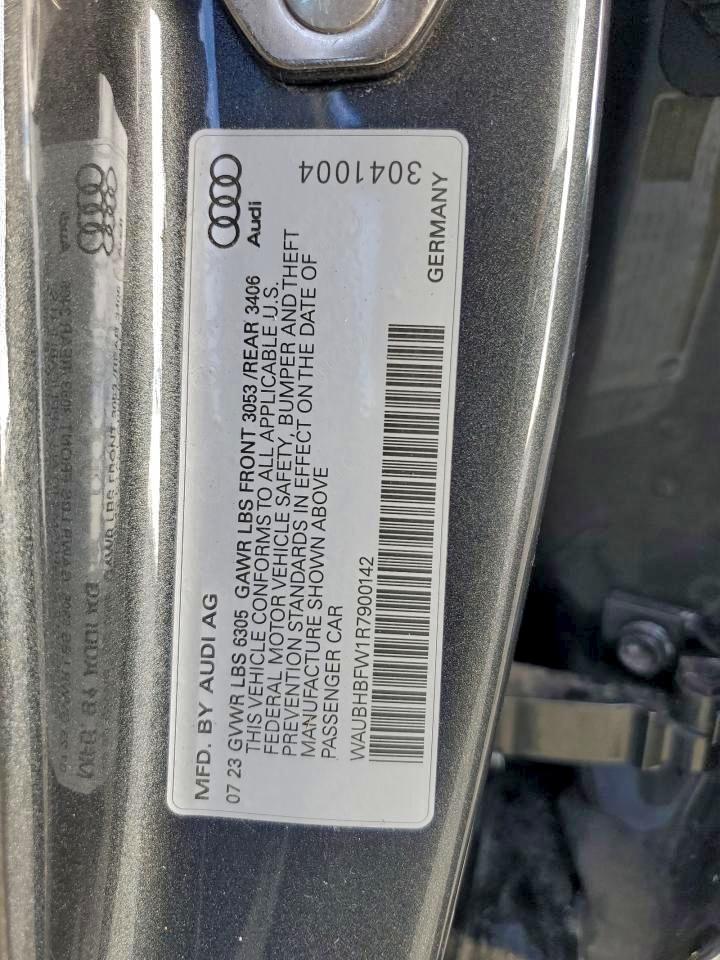 Audi
3041004
MFD. BY AUDI AG
07 23 GVWR LBS 6305 GAWR LBS FRONT 3053 /REAR 3406
THIS VEHICLE CONFORMS TO ALL APPLICABLE U.S.
FEDERAL MOTOR VEHICLE SAFETY, BUMPER AND THEFT
PREVENTION STANDARDS IN EFFECT ON THE DATE OF
MANUFACTURE SHOWN ABOVE
PASSENGER CAR
GERMANY
WAUBHBFW1R7900142